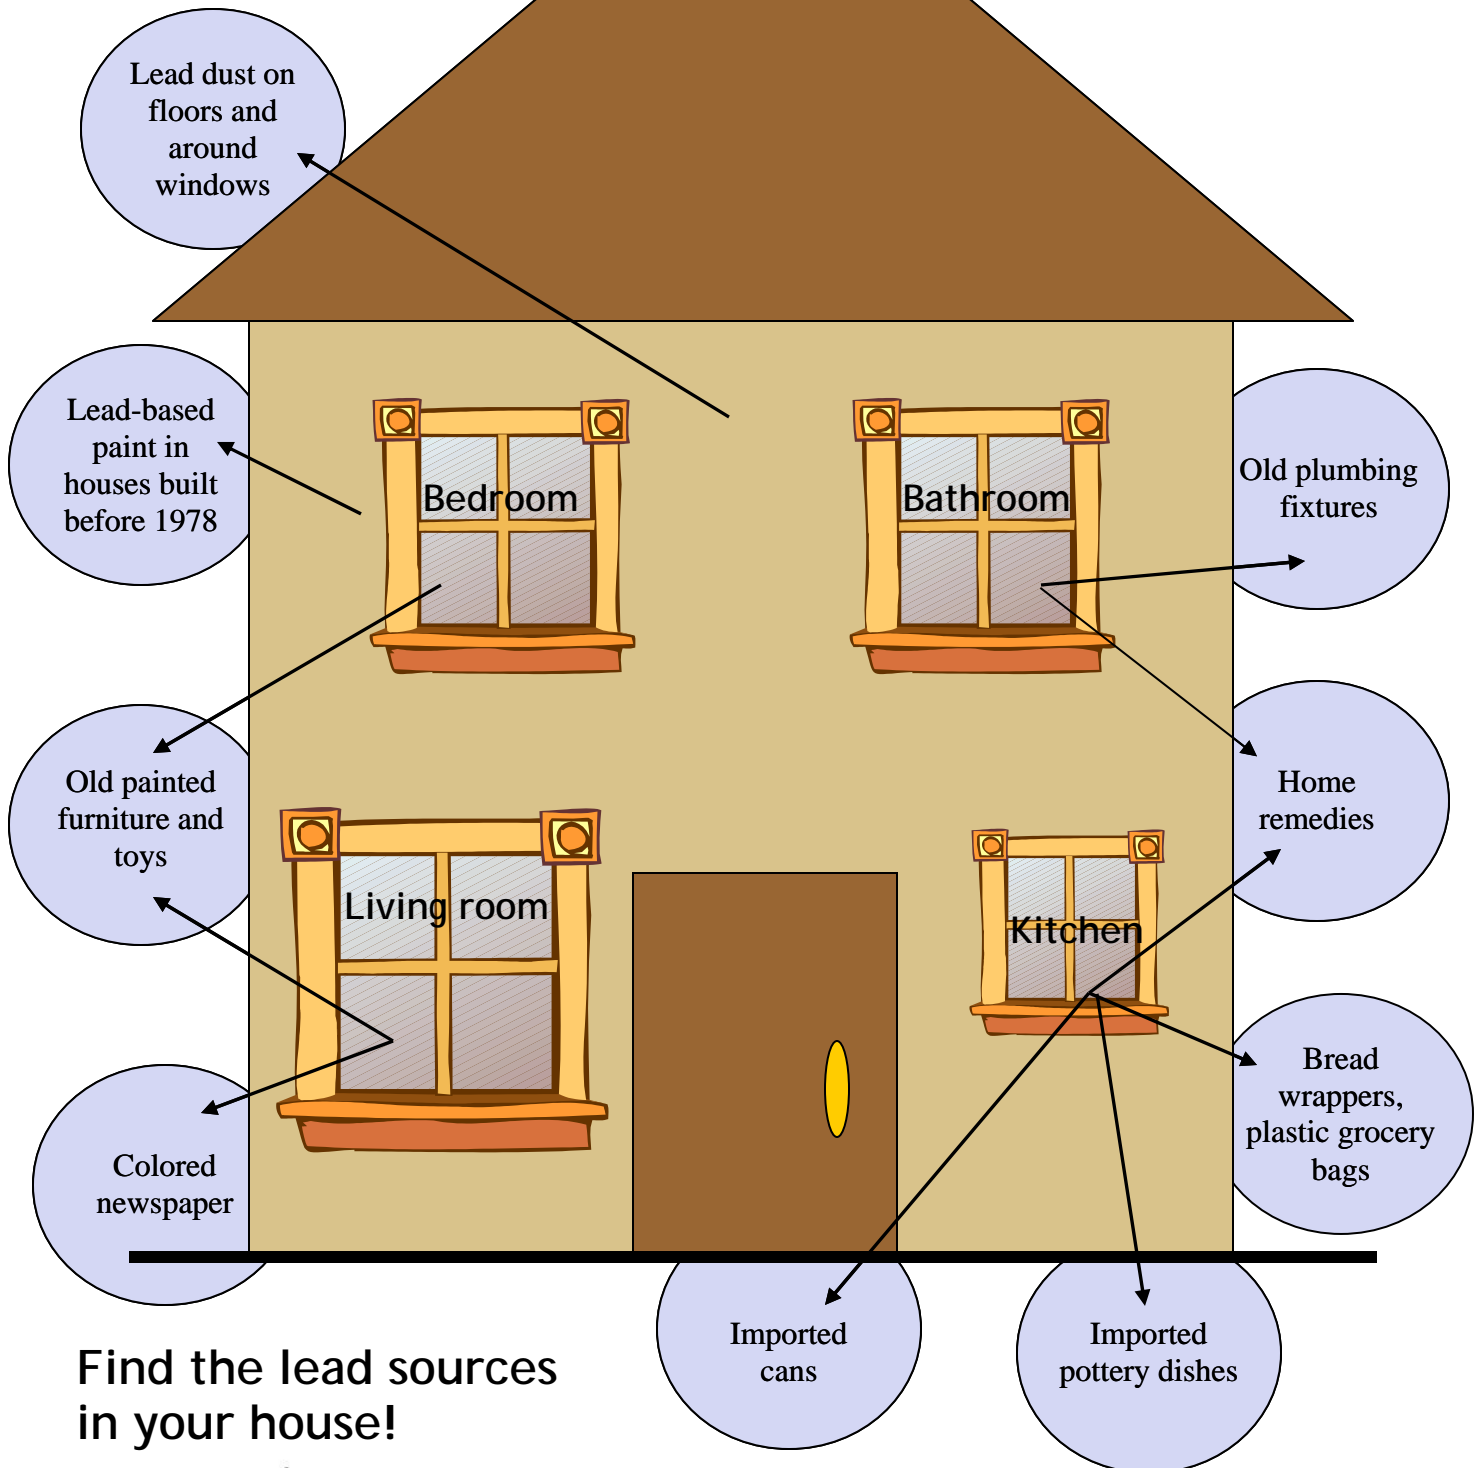 Lead dust on
floors and
around
windows
Lead-based
paint in
houses built
before 1978
Bedroom
Bathroom
Old plumbing
fixtures
Old painted
furniture and
toys
Home
remedies
Living room
Kitchen
Bread
wrappers,
plastic grocery
bags
Colored
newspaper
Imported
cans
Imported
pottery dishes
Find the lead sources
in your house!